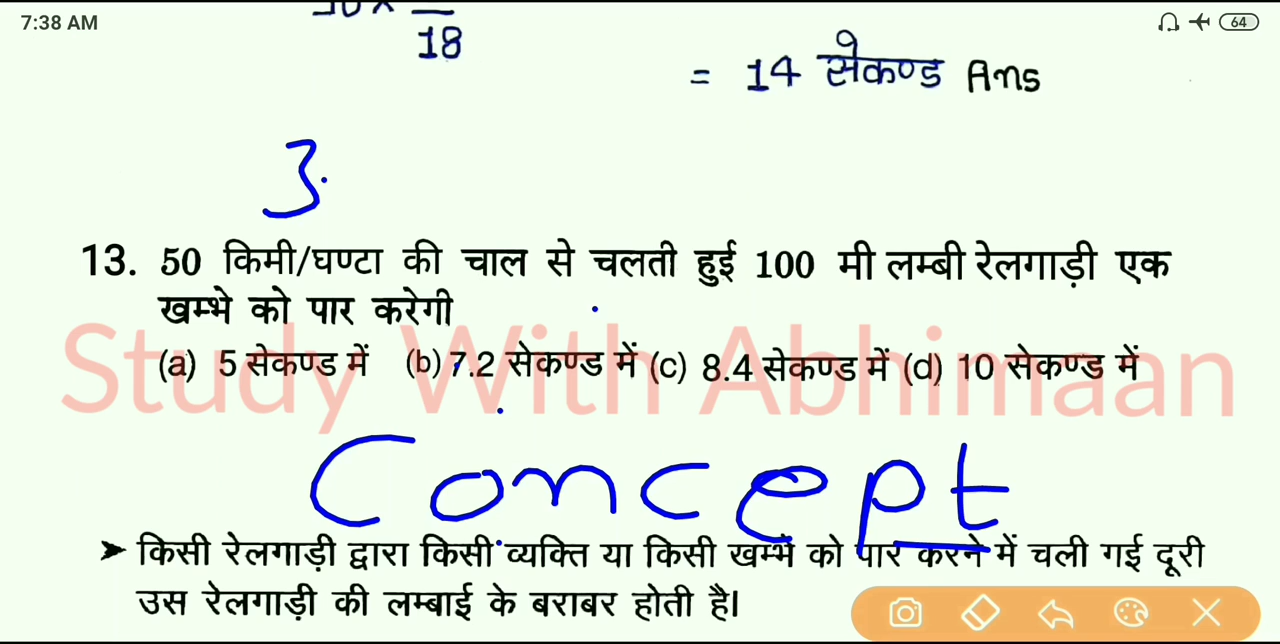 7:38 AM 64
18
= 14 सेकण्ड Ans
3
13. 50 किमी/घण्टा की चाल से चलती हुई 100 मी लम्बी रेलगाड़ी एक
खम्भे को पार करेगी
(a) 5 सेकण्ड में (b) 7.2 सेकण्ड में (c) 8.4 सेकण्ड में (d) 10 सेकण्ड में
Study With Abhimaan
Concept
➤ किसी रेलगाड़ी द्वारा किसी व्यक्ति या किसी खम्भे को पार करने में चली गई दूरी
उस रेलगाड़ी की लम्बाई के बराबर होती है।